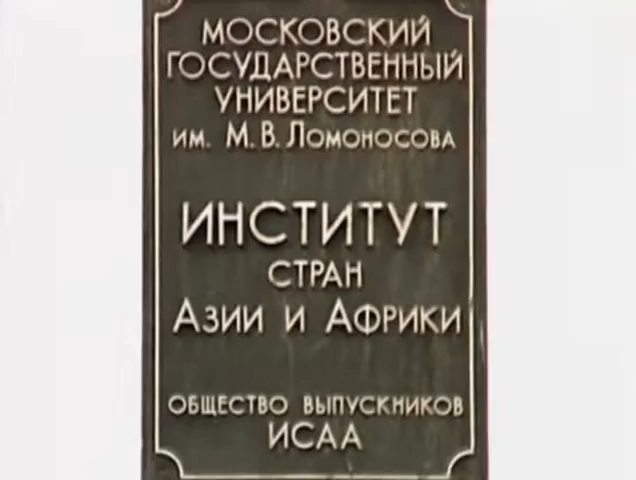 МОСКОВСКИЙ
ГОСУДАРСТВЕННЫЙ
УНИВЕРСИТЕТ
ИМ. М.В. ЛОМОНОСОВА
ИНСТИТУТ
СТРАН
АЗИИ И АФРИКИ
ОБЩЕСТВО ВЫПУСКНИКОВ
ИСАА